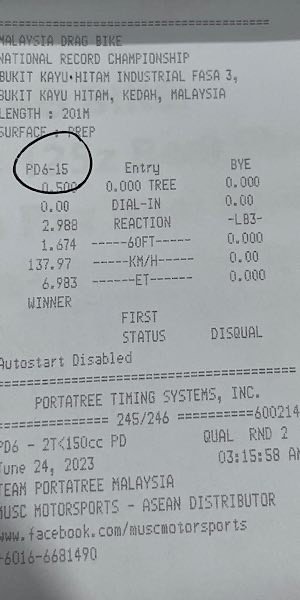 ==================================
MALAYSIA DRAG BIKE
NATIONAL RECORD CHAMPIONSHIP
BUKIT KAYU-HITAM INDUSTRIAL FASA 3,
BUKIT KAYU HITAM, KEDAH, MALAYSIA
LENGTH : 201M
SURFACE : PREP
PD6-15 Entry BYE
0.500 0.000 TREE 0.000
0.00 DIAL-IN 0.00
2.988 REACTION -LB3-
1.674 -----60FT----- 0.000
137.97 -----KM/H----- 0.00
6.983 ------ET------ 0.000
WINNER
FIRST
STATUS DISQUAL
Autostart Disabled
==================================
PORTATREE TIMING SYSTEMS, INC.
============== 245/246 ==========600214
PD6 - 2T<150cc PD QUAL RND 2
June 24, 2023 03:15:58 AM
TEAM PORTATREE MALAYSIA
MUSC MOTORSPORTS - ASEAN DISTRIBUTOR
www.facebook.com/muscmotorsports
+6016-6681490